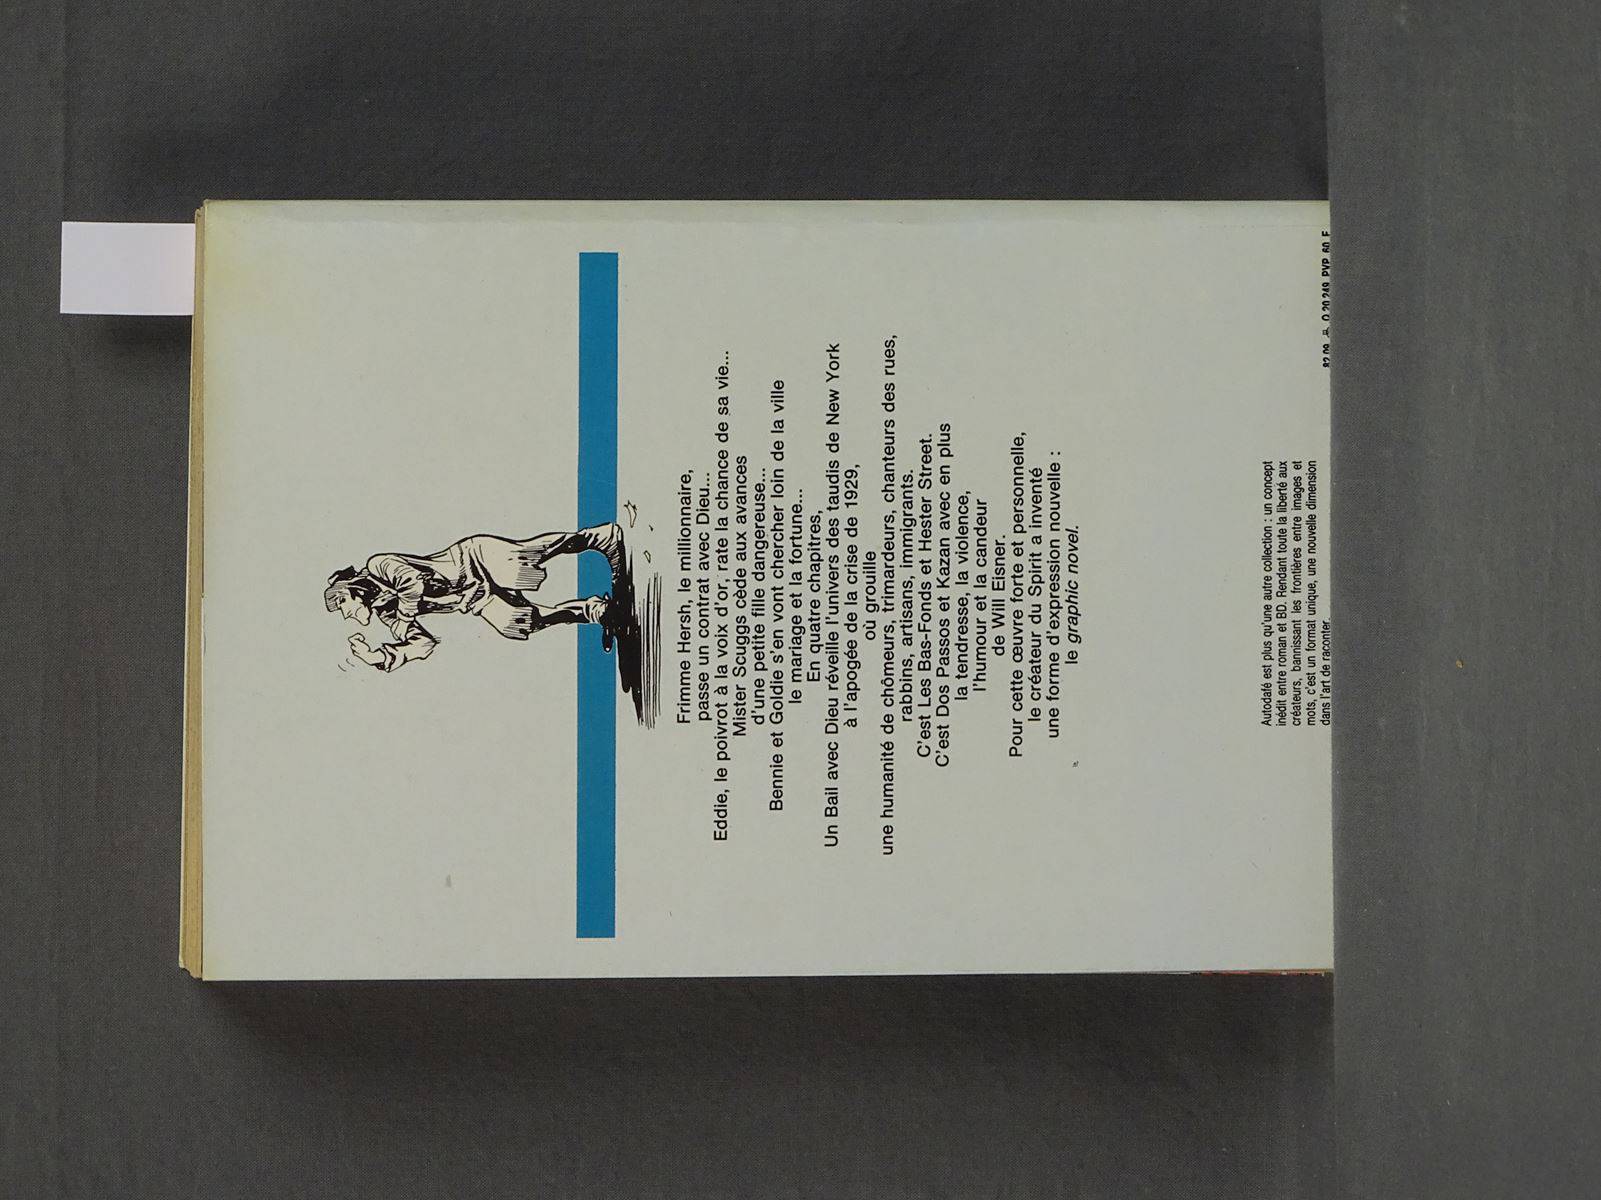 Frimme Hersh, le millionnaire,
passe un contrat avec Dieu...
Eddie, le poivrot à la voix d'or, rate la chance de sa vie...
Mister Scuggs cède aux avances
d'une petite fille dangereuse...
Bennie et Goldie s'en vont chercher loin de la ville
le mariage et la fortune...
En quatre chapitres,
Un Bail avec Dieu réveille l'univers des taudis de New York
à l'apogée de la crise de 1929,
où grouille
une humanité de chômeurs, trimardeurs, chanteurs des rues,
rabbins, artisans, immigrants.
C'est Les Bas-Fonds et Hester Street.
C'est Dos Passos et Kazan avec en plus
la tendresse, la violence,
l'humour et la candeur
de Will Eisner.
Pour cette œuvre forte et personnelle,
le créateur du Spirit a inventé
une forme d'expression nouvelle :
le graphic novel.
Autodafé est plus qu'une autre collection : un concept
inédit entre roman et BD. Rendant toute la liberté aux
créateurs, bannissant les frontières entre images et
mots, c'est un format unique, une nouvelle dimension
dans l'art de raconter.
PVP 60 F